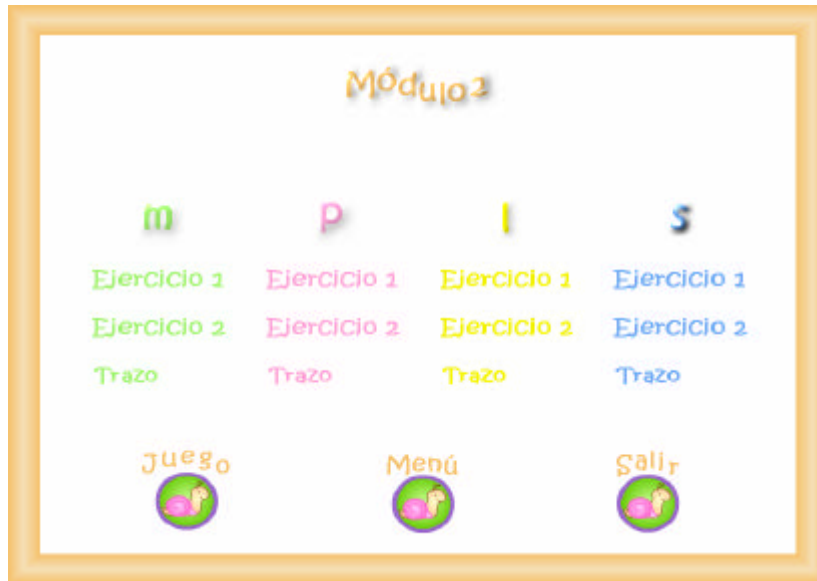 Módulo2
m p l s
Ejercicio 1 Ejercicio 1 Ejercicio 1 Ejercicio 1
Ejercicio 2 Ejercicio 2 Ejercicio 2 Ejercicio 2
Trazo Trazo Trazo Trazo
Juego Menú Salir